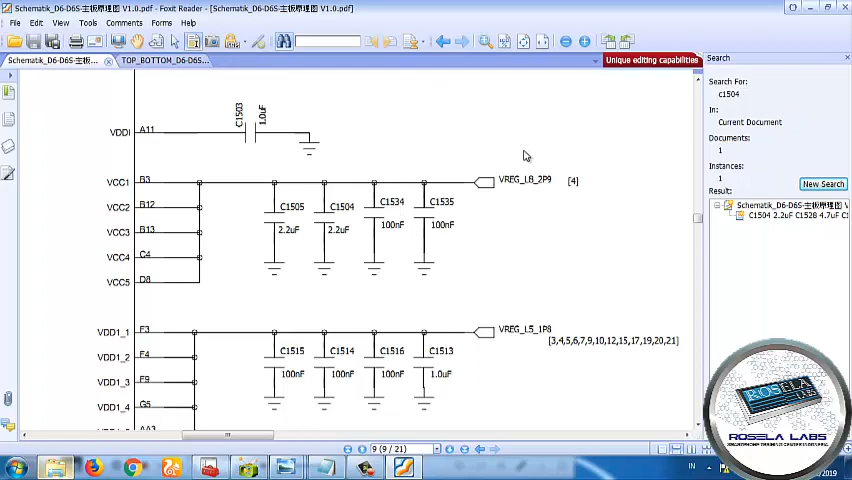 Schematik_D6-D6S-主板原理图 V1.0.pdf - Foxit Reader - [Schematik_D6-D6S-主板原理图 V1.0.pdf]
File Edit View Tools Comments Forms Help
Schematik_D6-D6S-主板...
TOP_BOTTOM_D6-D6S...
Unique editing capabilities
Search
Search For:
c1504
In:
Current Document
Documents:
1
Instances:
1
New Search
Result:
Schematik_D6-D6S-主板原理图 V
C1504 2.2uF C1528 4.7uF C1
C1503
1.0uF
VDDI A11
VCC1 B3
VREG_L8_2P9 [4]
VCC2 B12
C1505 C1504 C1534 C1535
2.2uF 2.2uF 100nF 100nF
VCC3 B13
VCC4 C4
VCC5 D8
VDD1_1 F3
VREG_L5_1P8
[3,4,5,6,7,9,10,12,15,17,19,20,21]
VDD1_2 F4
C1515 C1514 C1516 C1513
100nF 100nF 100nF 1.0uF
VDD1_3 F9
VDD1_4 G5
AA3
9 (9 / 21)
ROSELA
LABS
ROSELA LABS
IN
/2019